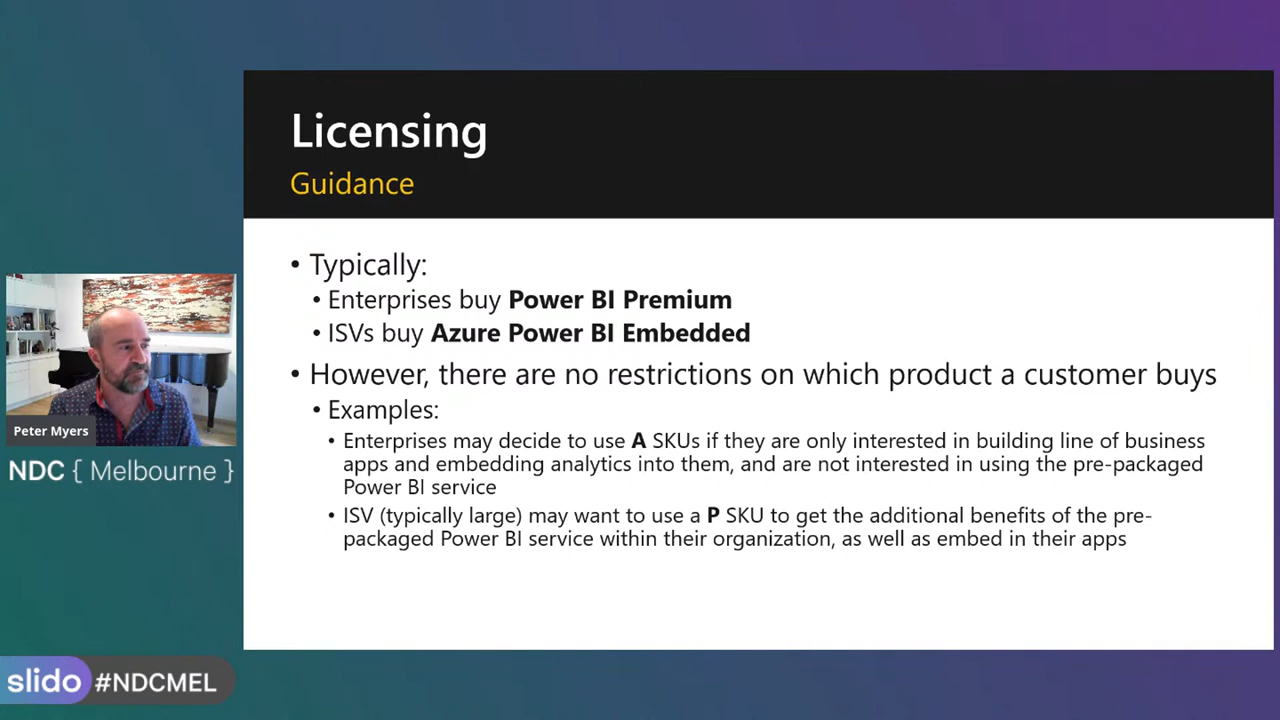 Licensing
Guidance
• Typically:
• Enterprises buy Power BI Premium
• ISVs buy Azure Power BI Embedded
• However, there are no restrictions on which product a customer buys
• Examples:
• Enterprises may decide to use A SKUs if they are only interested in building line of business
apps and embedding analytics into them, and are not interested in using the pre-packaged
Power BI service
• ISV (typically large) may want to use a P SKU to get the additional benefits of the pre-
packaged Power BI service within their organization, as well as embed in their apps
Peter Myers
NDC { Melbourne }
slido #NDCMEL